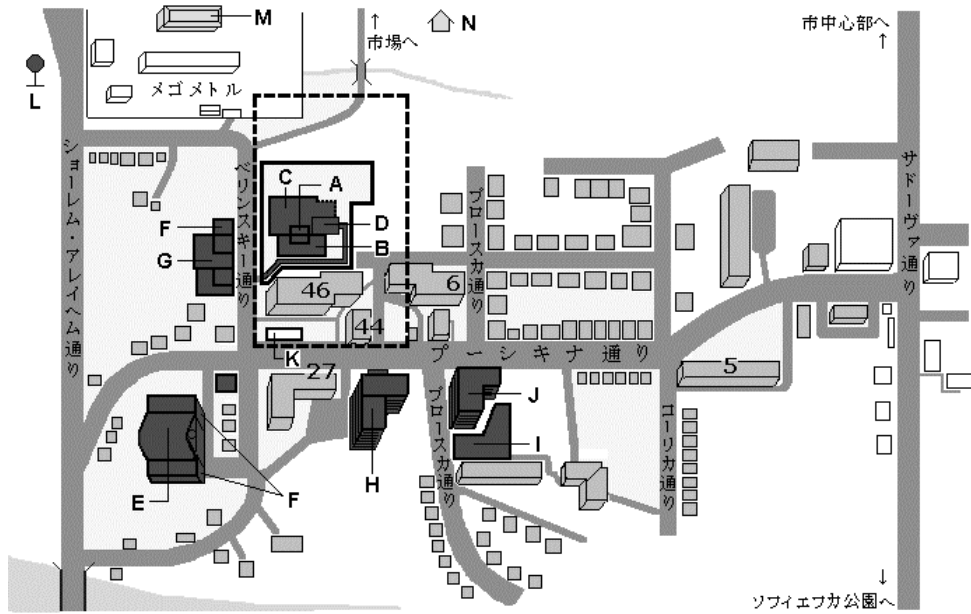 M
↑
市場へ
N
市中心部へ
↑
L
メゴメトル
ショーレム・アレイヘム通り
ベリンスキー通り
C
A
D
B
F
G
プロースカ通り
サドーヴァ通り
46
6
44
K
プーシキナ通り
27
5
J
I
H
プロースカ通り
コーリカ通り
E
F
↓
ソフィエフカ公園へ